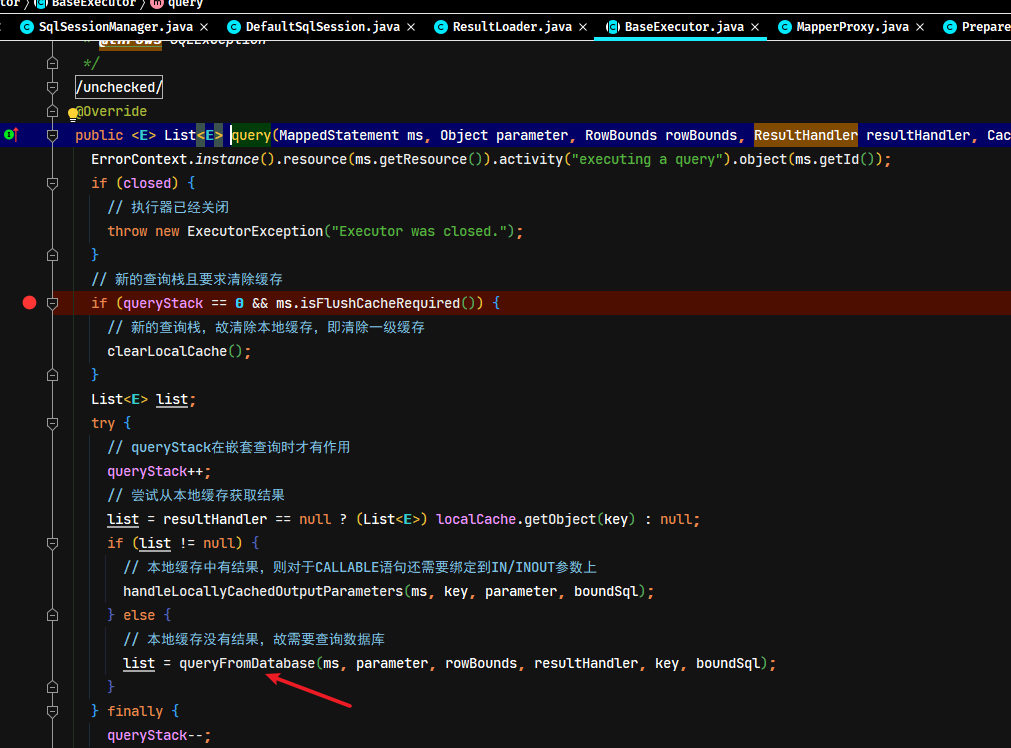 tor BaseExecutor query
SqlSessionManager.java × DefaultSqlSession.java × ResultLoader.java × BaseExecutor.java × MapperProxy.java × Prepare
* @throws SQLException
*/
/unchecked/
@Override
public <E> List<E> query(MappedStatement ms, Object parameter, RowBounds rowBounds, ResultHandler resultHandler, Cac
ErrorContext.instance().resource(ms.getResource()).activity("executing a query").object(ms.getId());
if (closed) {
// 执行器已经关闭
throw new ExecutorException("Executor was closed.");
}
// 新的查询栈且要求清除缓存
if (queryStack == 0 && ms.isFlushCacheRequired()) {
// 新的查询栈，故清除本地缓存，即清除一级缓存
clearLocalCache();
}
List<E> list;
try {
// queryStack在嵌套查询时才有作用
queryStack++;
// 尝试从本地缓存获取结果
list = resultHandler == null ? (List<E>) localCache.getObject(key) : null;
if (list != null) {
// 本地缓存中有结果，则对于CALLABLE语句还需要绑定到IN/INOUT参数上
handleLocallyCachedOutputParameters(ms, key, parameter, boundSql);
} else {
// 本地缓存没有结果，故需要查询数据库
list = queryFromDatabase(ms, parameter, rowBounds, resultHandler, key, boundSql);
}
} finally {
queryStack--;